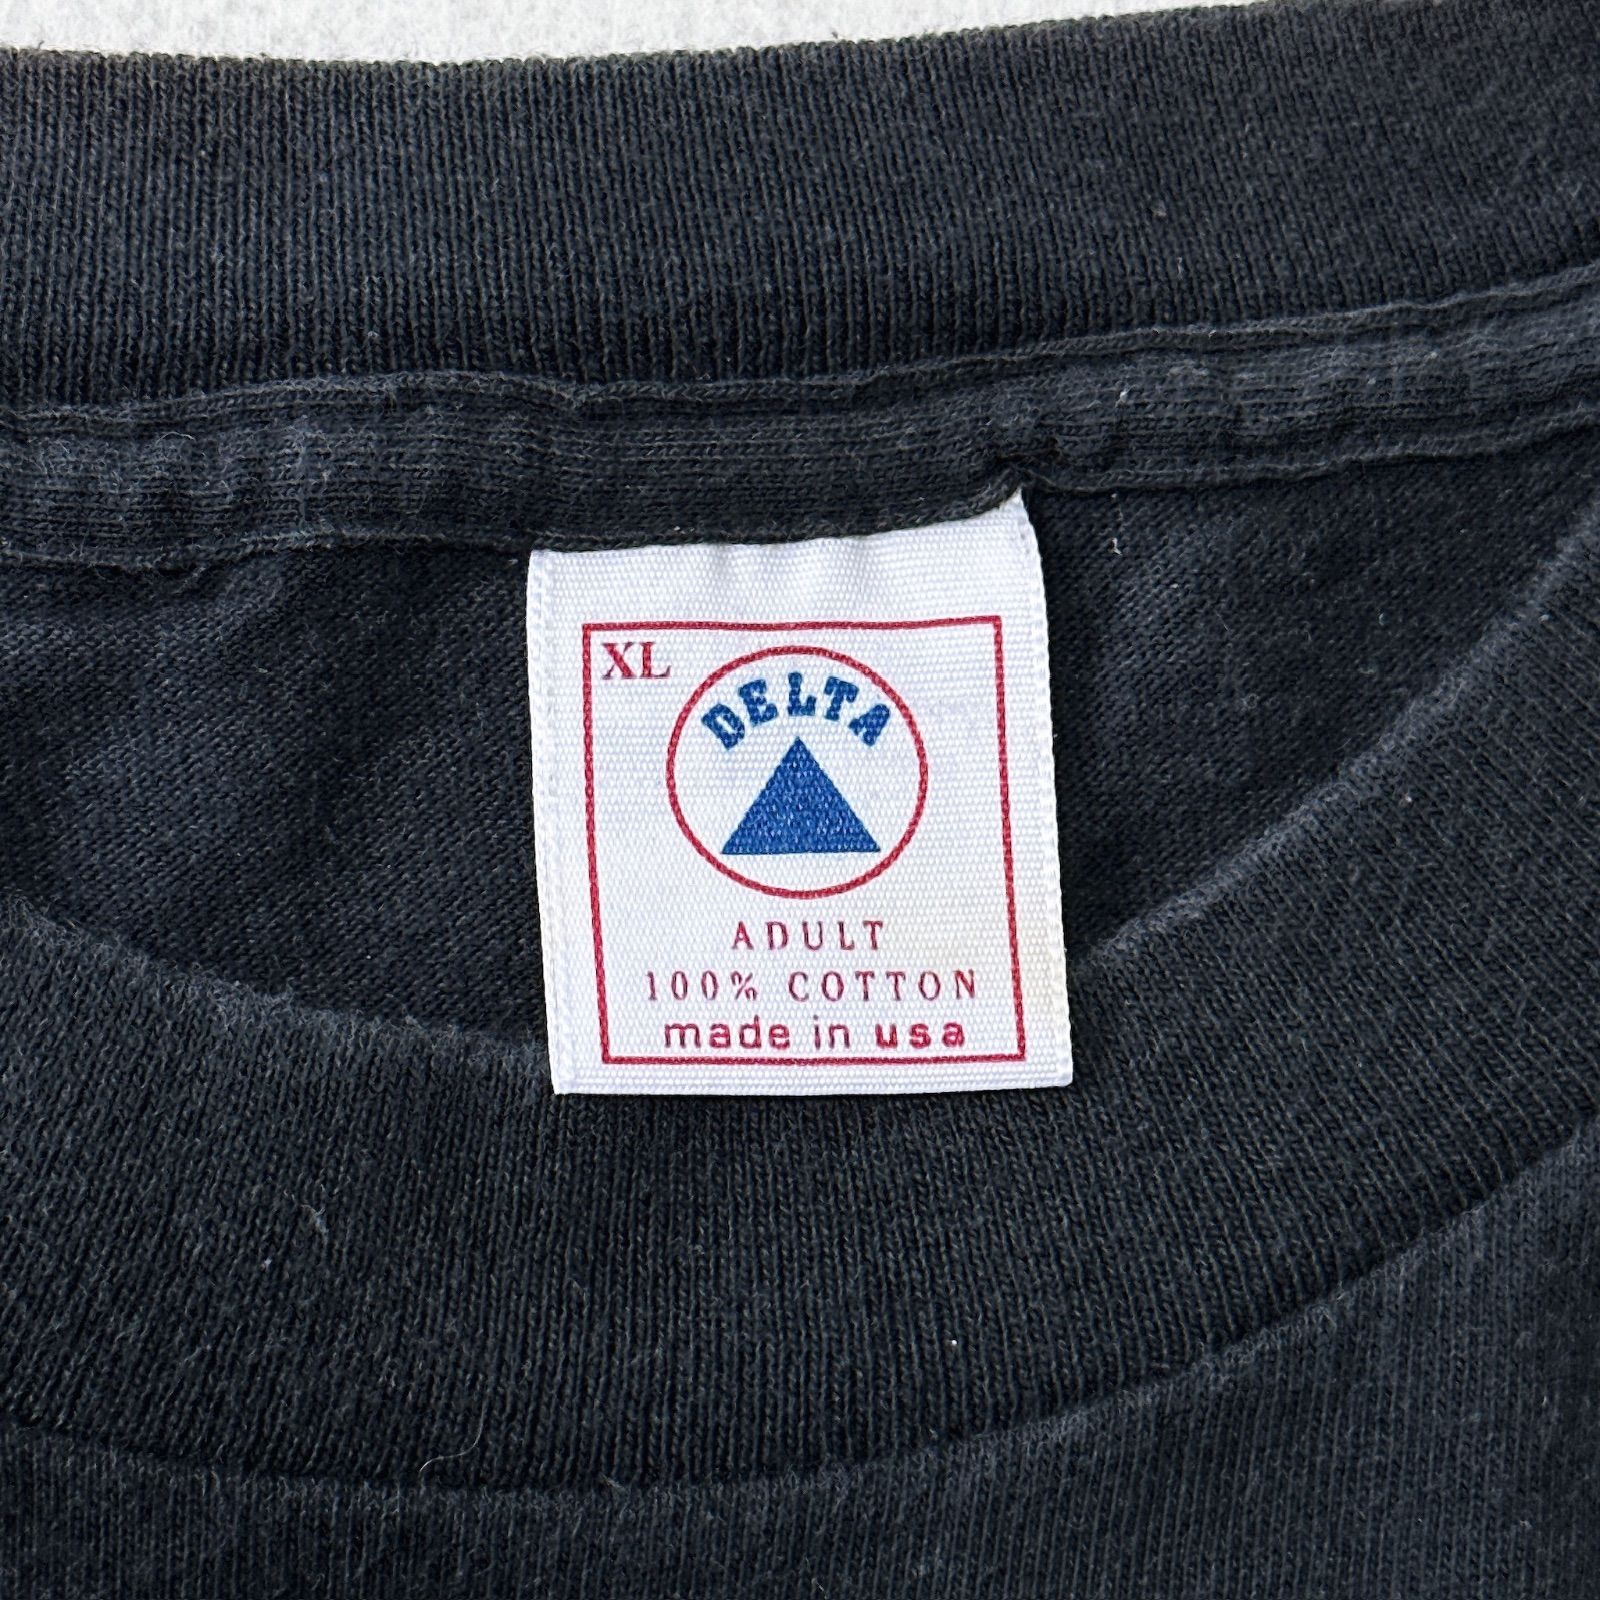 XL
DELTA
ADULT
100% COTTON
made in usa